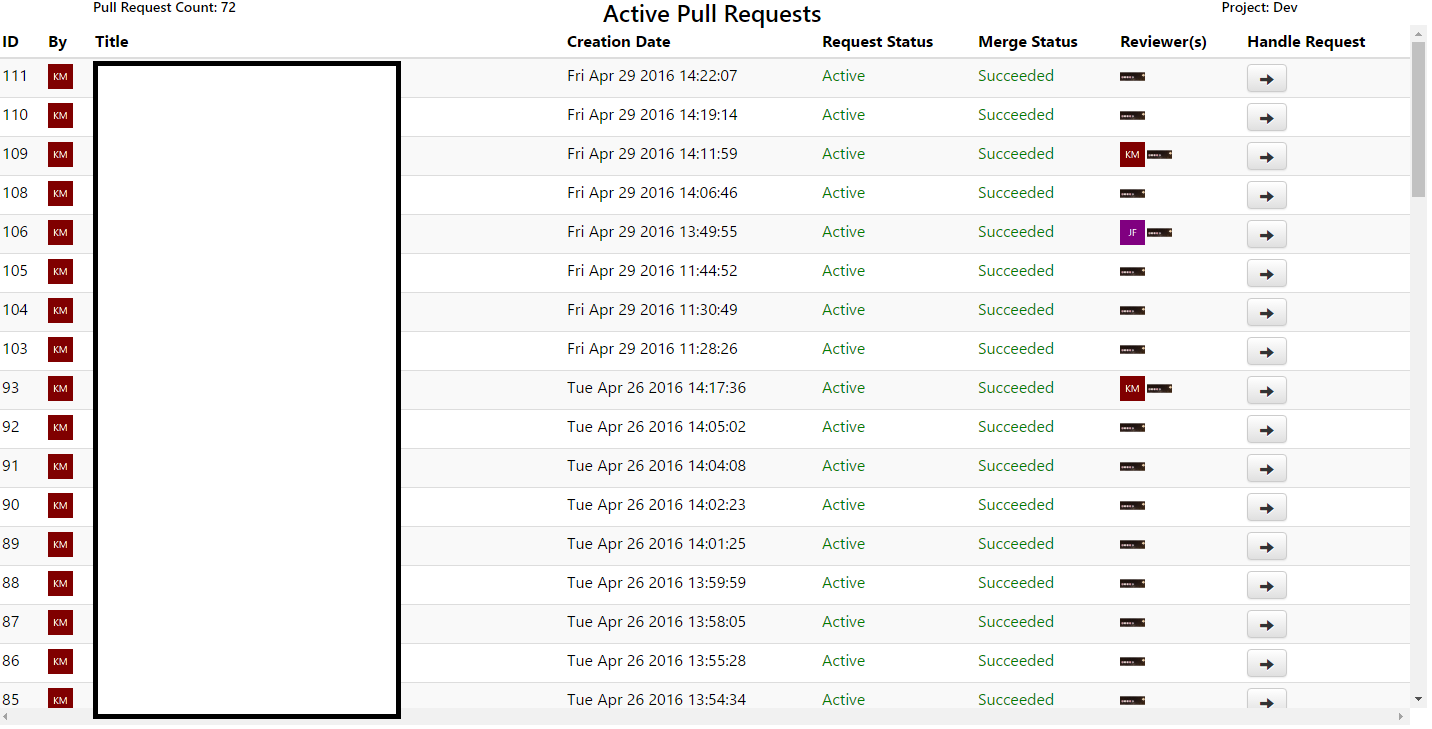 Pull Request Count: 72 Active Pull Requests Project: Dev
ID By Title Creation Date Request Status Merge Status Reviewer(s) Handle Request
111 KM Fri Apr 29 2016 14:22:07 Active Succeeded
110 KM Fri Apr 29 2016 14:19:14 Active Succeeded
109 KM Fri Apr 29 2016 14:11:59 Active Succeeded KM
108 KM Fri Apr 29 2016 14:06:46 Active Succeeded
106 KM Fri Apr 29 2016 13:49:55 Active Succeeded JF
105 KM Fri Apr 29 2016 11:44:52 Active Succeeded
104 KM Fri Apr 29 2016 11:30:49 Active Succeeded
103 KM Fri Apr 29 2016 11:28:26 Active Succeeded
93 KM Tue Apr 26 2016 14:17:36 Active Succeeded KM
92 KM Tue Apr 26 2016 14:05:02 Active Succeeded
91 KM Tue Apr 26 2016 14:04:08 Active Succeeded
90 KM Tue Apr 26 2016 14:02:23 Active Succeeded
89 KM Tue Apr 26 2016 14:01:25 Active Succeeded
88 KM Tue Apr 26 2016 13:59:59 Active Succeeded
87 KM Tue Apr 26 2016 13:58:05 Active Succeeded
86 KM Tue Apr 26 2016 13:55:28 Active Succeeded
85 KM Tue Apr 26 2016 13:54:34 Active Succeeded